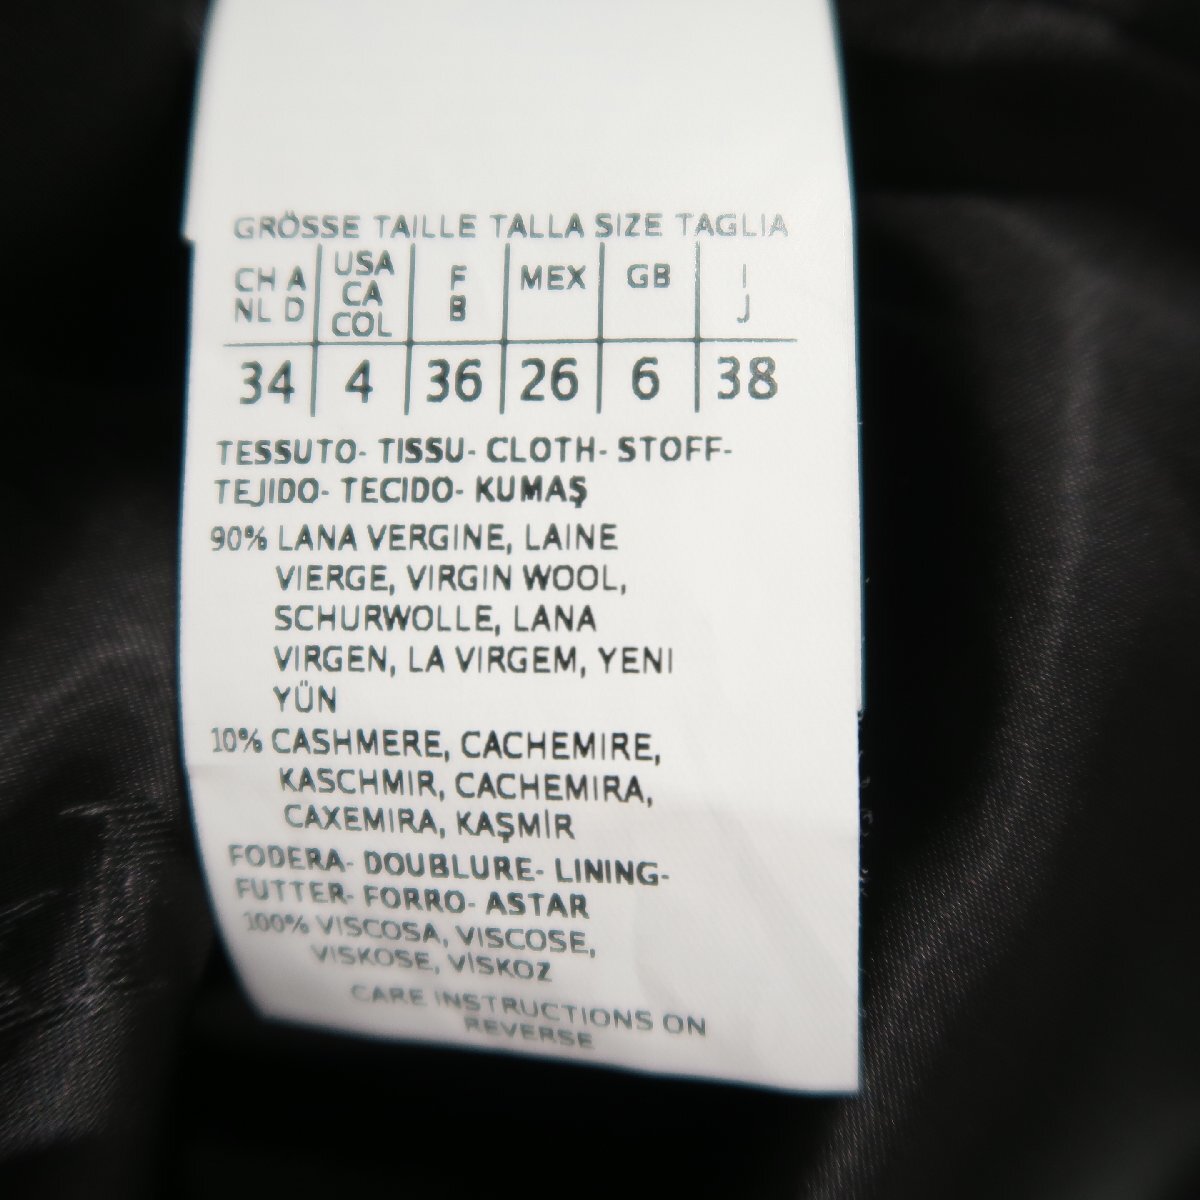 GRÖSSE TAILLE TALLA SIZE TAGLIA
CH A NL D | USA CA COL | F B | MEX | GB | I J
34 | 4 | 36 | 26 | 6 | 38
TESSUTO- TISSU- CLOTH- STOFF-
TEJIDO- TECIDO- KUMAŞ
90% LANA VERGINE, LAINE
VIERGE, VIRGIN WOOL,
SCHURWOLLE, LANA
VIRGEN, LA VIRGEM, YENI
YÜN
10% CASHMERE, CACHEMIRE,
KASCHMIR, CACHEMIRA,
CAXEMIRA, KAŞMİR
FODERA- DOUBLURE- LINING-
FUTTER- FORRO- ASTAR
100% VISCOSA, VISCOSE,
VISKOSE, VİSKOZ
CARE INSTRUCTIONS ON
REVERSE